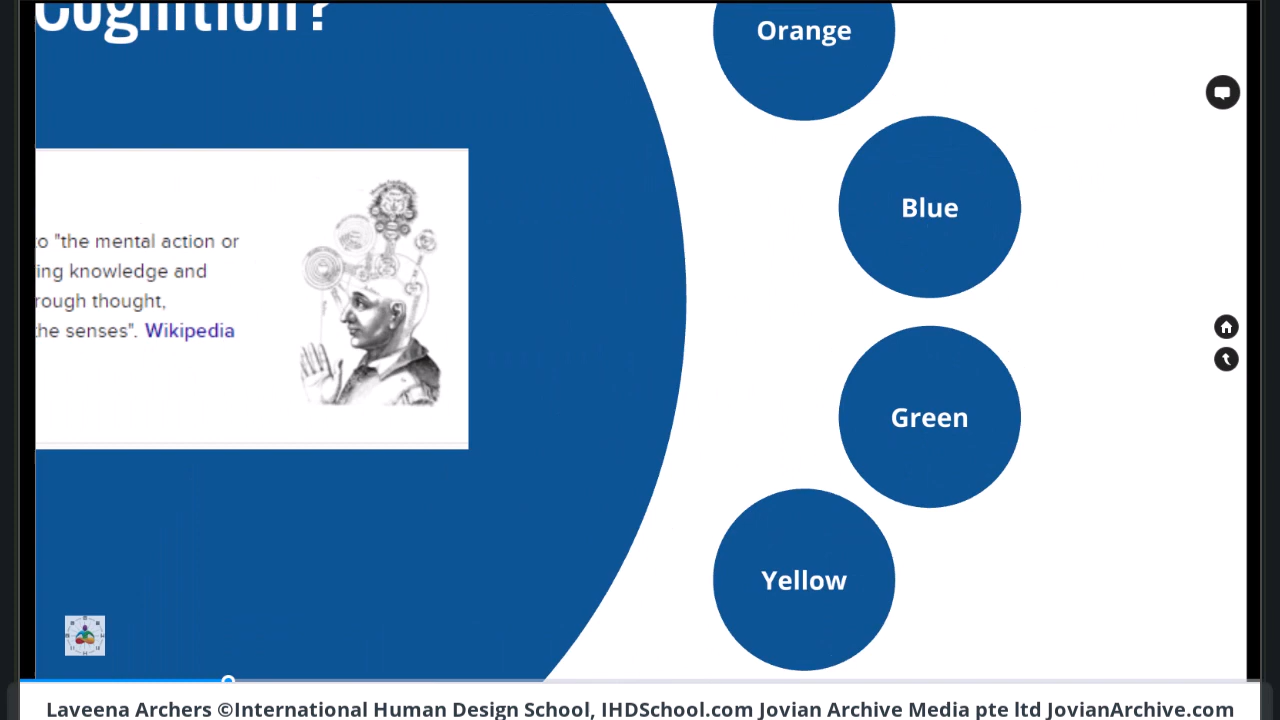 Cognition?
Orange
Blue
to "the mental action or
ing knowledge and
rough thought,
the senses". Wikipedia
Green
Yellow
Laveena Archers ©International Human Design School, IHDSchool.com Jovian Archive Media pte ltd JovianArchive.com